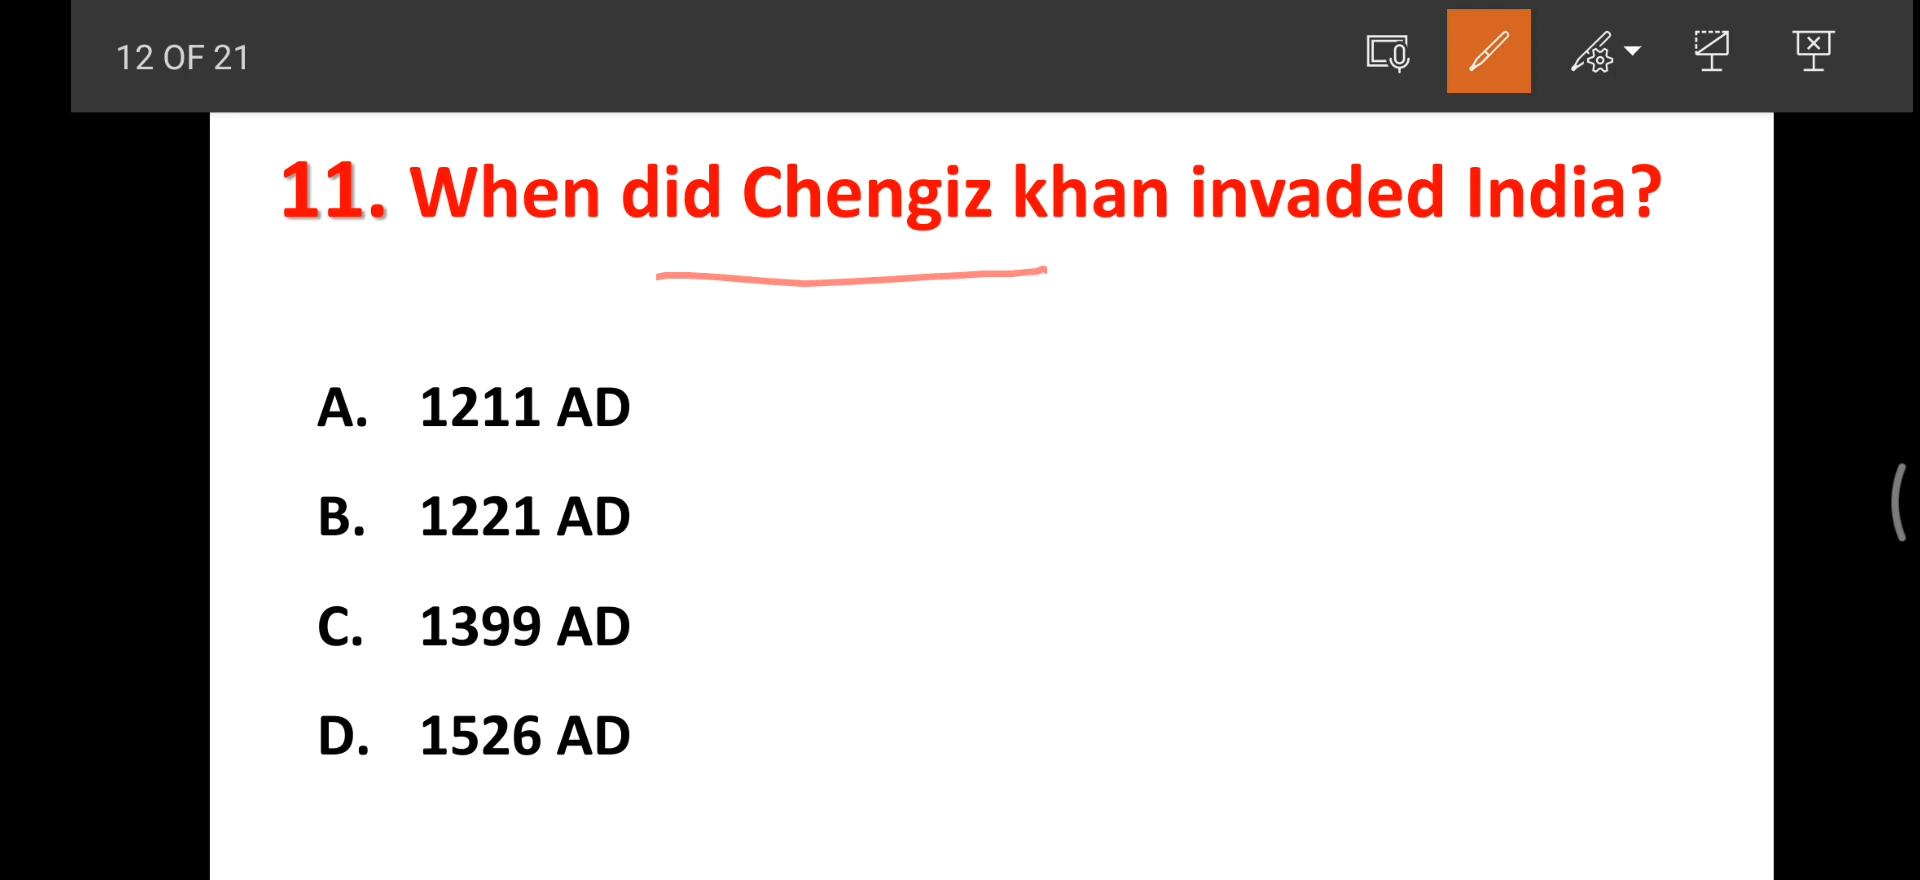 12 OF 21
11. When did Chengiz khan invaded India?
A. 1211 AD
B. 1221 AD
C. 1399 AD
D. 1526 AD